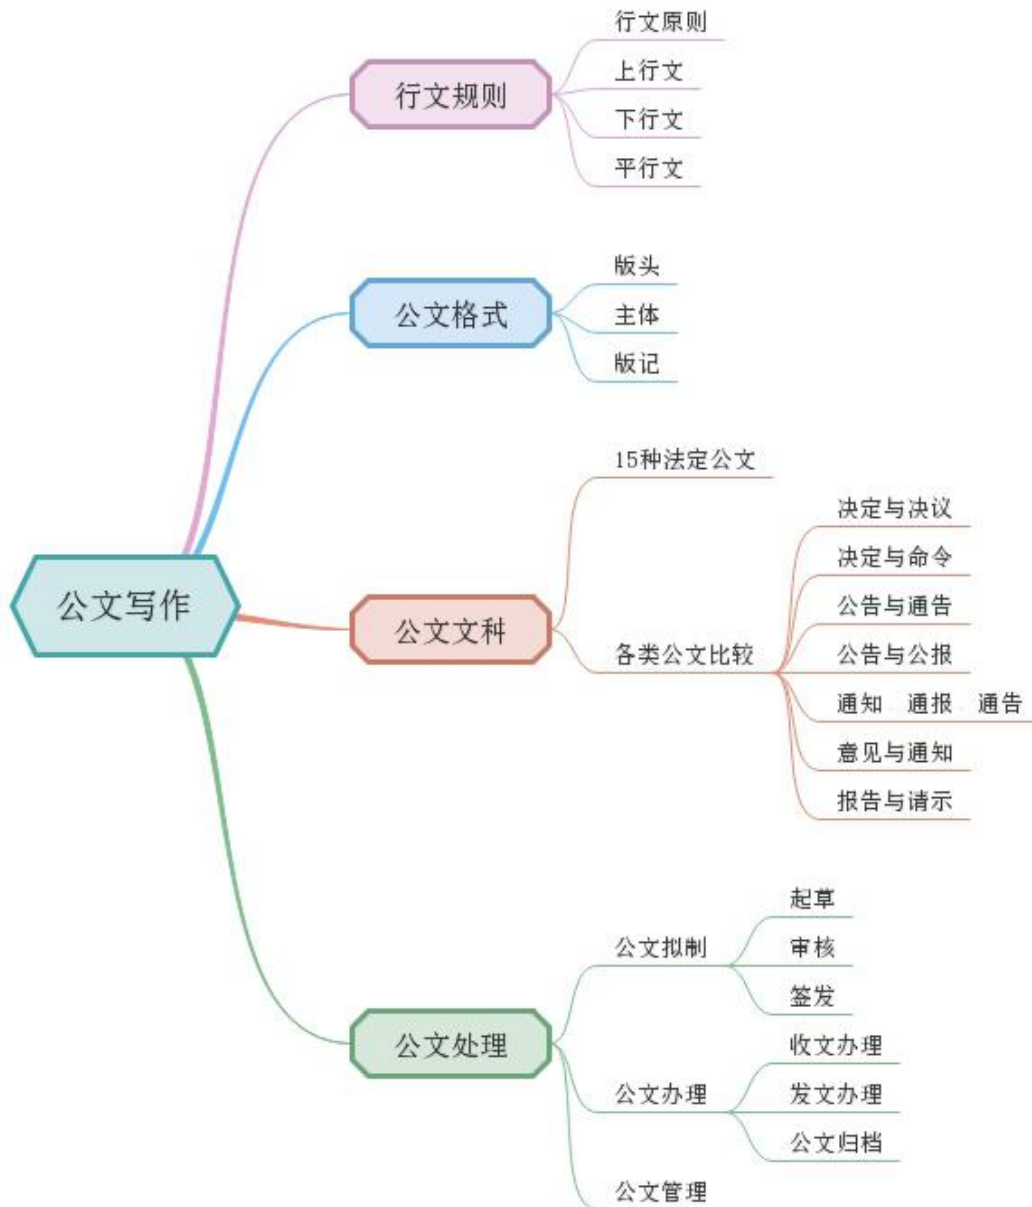 公文写作
行文规则
行文原则
上行文
下行文
平行文
公文格式
版头
主体
版记
公文文种
15种法定公文
各类公文比较
决定与决议
决定与命令
公告与通告
公告与公报
通知 通报 通告
意见与通知
报告与请示
公文处理
公文拟制
起草
审核
签发
公文办理
收文办理
发文办理
公文归档
公文管理